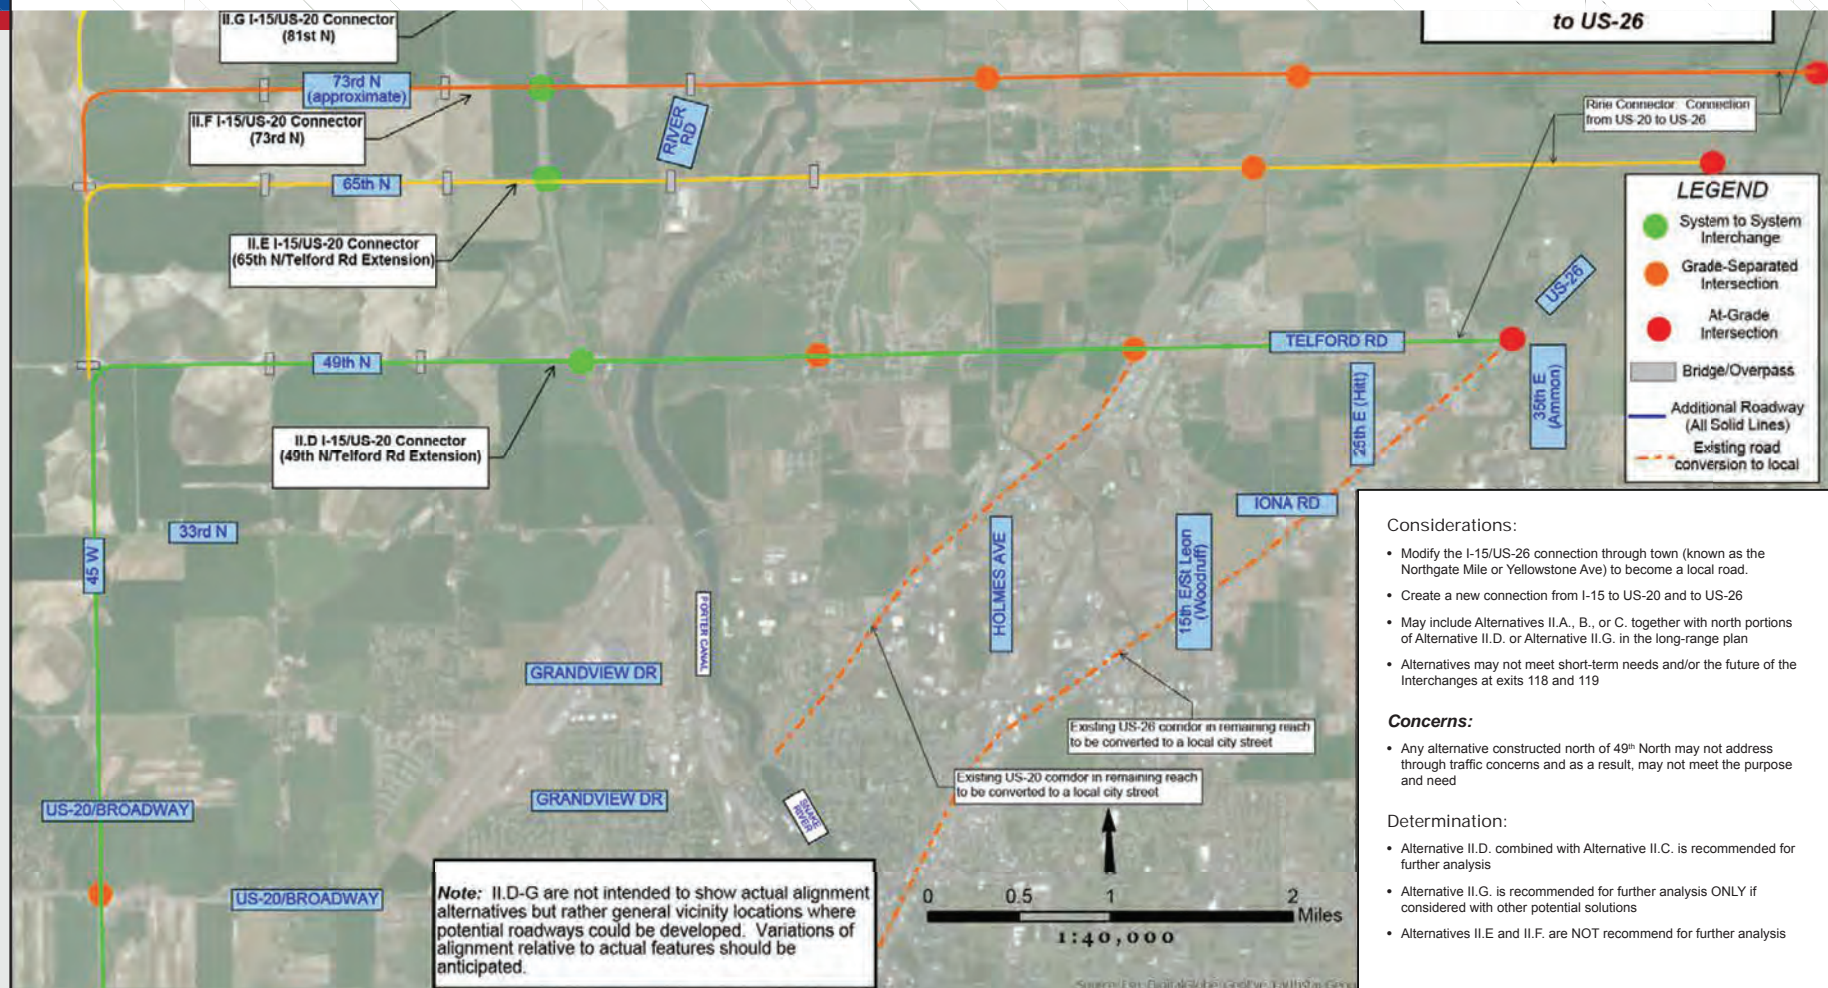 II.G I-15/US-20 Connector
(81st N)
to US-26
73rd N
(approximate)
II.F I-15/US-20 Connector
(73rd N)
RIVER
RD
Ririe Connector: Connection
from US-20 to US-26
65th N
II.E I-15/US-20 Connector
(65th N/Telford Rd Extension)
LEGEND
System to System
Interchange
Grade-Separated
Intersection
At-Grade
Intersection
Bridge/Overpass
Additional Roadway
(All Solid Lines)
Existing road
conversion to local
US-26
TELFORD RD
49th N
25th E (Hitt)
35th E
(Ammon)
II.D I-15/US-20 Connector
(49th N/Telford Rd Extension)
IONA RD
33rd N
45 W
HOLMES AVE
15th E/St Leon
(Woodruff)
PORTER CANAL
GRANDVIEW DR
Existing US-26 corridor in remaining reach
to be converted to a local city street
Existing US-20 corridor in remaining reach
to be converted to a local city street
GRANDVIEW DR
SNAKE
RIVER
US-20/BROADWAY
US-20/BROADWAY
Note: II.D-G are not intended to show actual alignment
alternatives but rather general vicinity locations where
potential roadways could be developed. Variations of
alignment relative to actual features should be
anticipated.
0 0.5 1 2
Miles
1:40,000
Considerations:
• Modify the I-15/US-26 connection through town (known as the
Northgate Mile or Yellowstone Ave) to become a local road.
• Create a new connection from I-15 to US-20 and to US-26
• May include Alternatives II.A., B., or C. together with north portions
of Alternative II.D. or Alternative II.G. in the long-range plan
• Alternatives may not meet short-term needs and/or the future of the
Interchanges at exits 118 and 119
Concerns:
• Any alternative constructed north of 49th North may not address
through traffic concerns and as a result, may not meet the purpose
and need
Determination:
• Alternative II.D. combined with Alternative II.C. is recommended for
further analysis
• Alternative II.G. is recommended for further analysis ONLY if
considered with other potential solutions
• Alternatives II.E and II.F. are NOT recommend for further analysis